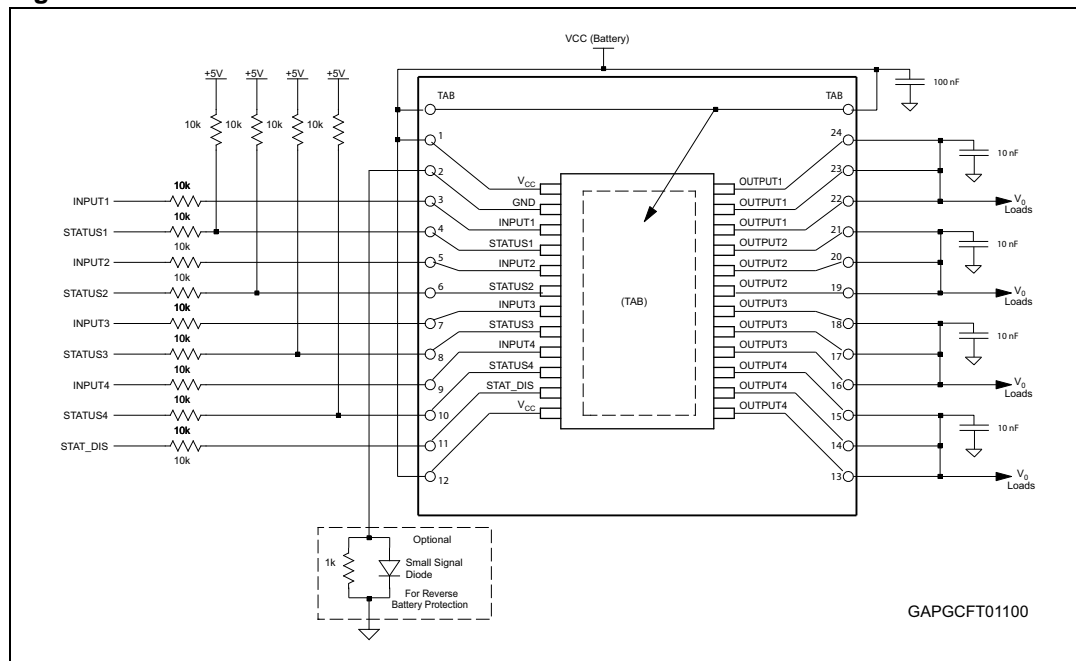 VCC (Battery)
+5V +5V +5V +5V
100 nF
TAB TAB
10k 10k 10k 10k
1 24
10 nF
2 23
VCC OUTPUT1
10k
INPUT1 3 GND OUTPUT1 22 V0
Loads
10k
INPUT1 OUTPUT1
STATUS1 4 21
10k STATUS1 OUTPUT2
10 nF
INPUT2 5 INPUT2 OUTPUT2 20
10k
STATUS2 6 STATUS2 OUTPUT2 19 V0
Loads
10k (TAB)
INPUT3 7 INPUT3 OUTPUT3 18
10k STATUS3 OUTPUT3
10 nF
STATUS3 8 17
10k INPUT4 OUTPUT3
INPUT4 9 16 V0
Loads
10k STATUS4 OUTPUT4
STATUS4 10 STAT_DIS OUTPUT4 15
10k VCC OUTPUT4
10 nF
STAT_DIS 11 14
10k
12 13 V0
Loads
Optional
1k Small Signal
Diode
For Reverse
Battery Protection
GAPGCFT01100